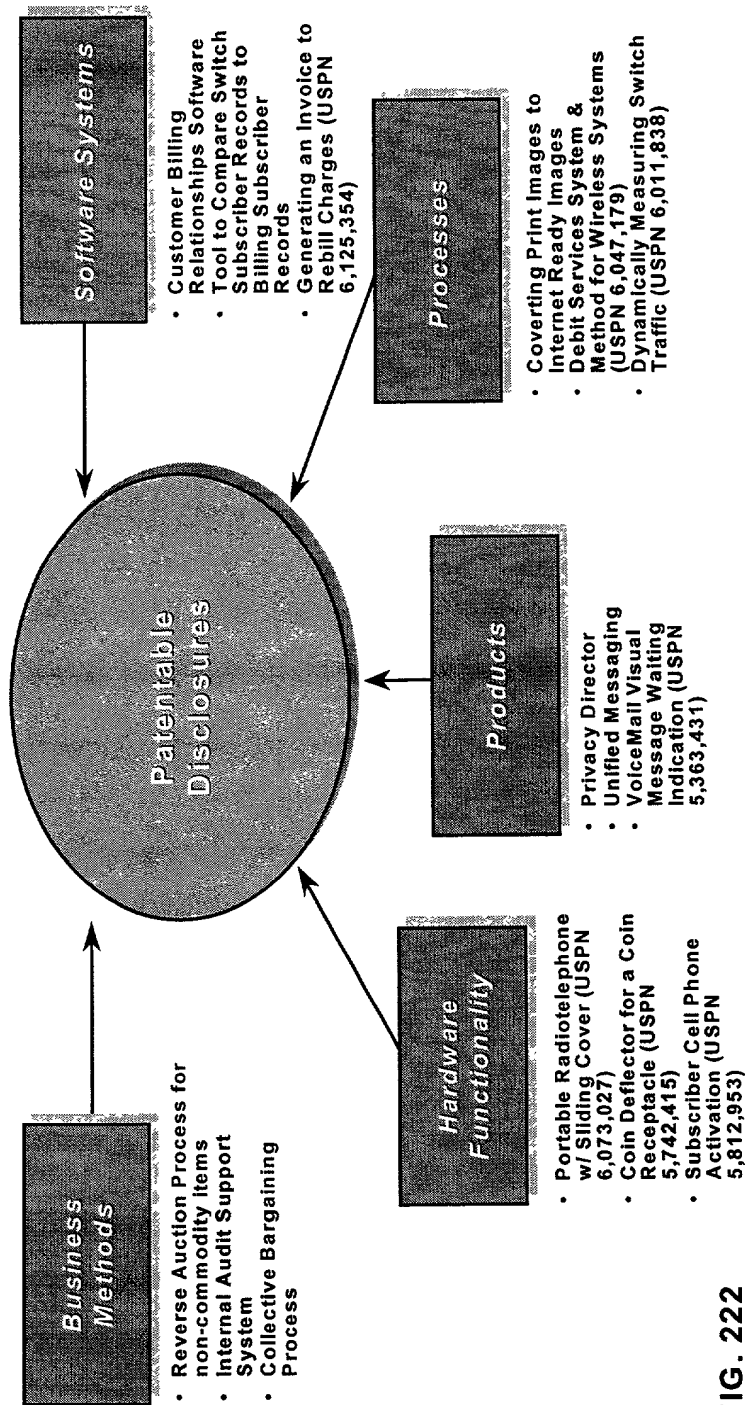 Business
Methods
• Reverse Auction Process for
non-commodity items
• Internal Audit Support
System
• Collective Bargaining
Process
Patentable
Disclosures
Software Systems
• Customer Billing
Relationships Software
• Tool to Compare Switch
Subscriber Records to
Billing Subscriber
Records
• Generating an Invoice to
Rebill Charges (USPN
6,125,354)
Hardware
Functionality
• Portable Radiotelephone
w/ Sliding Cover (USPN
6,073,027)
• Coin Deflector for a Coin
Receptacle (USPN
5,742,415)
• Subscriber Cell Phone
Activation (USPN
5,812,953)
Products
• Privacy Director
• Unified Messaging
• VoiceMail Visual
Message Waiting
Indication (USPN
5,363,431)
Processes
• Coverting Print Images to
Internet Ready Images
• Debit Services System &
Method for Wireless Systems
(USPN 6,047,179)
• Dynamically Measuring Switch
Traffic (USPN 6,011,838)
IG. 222